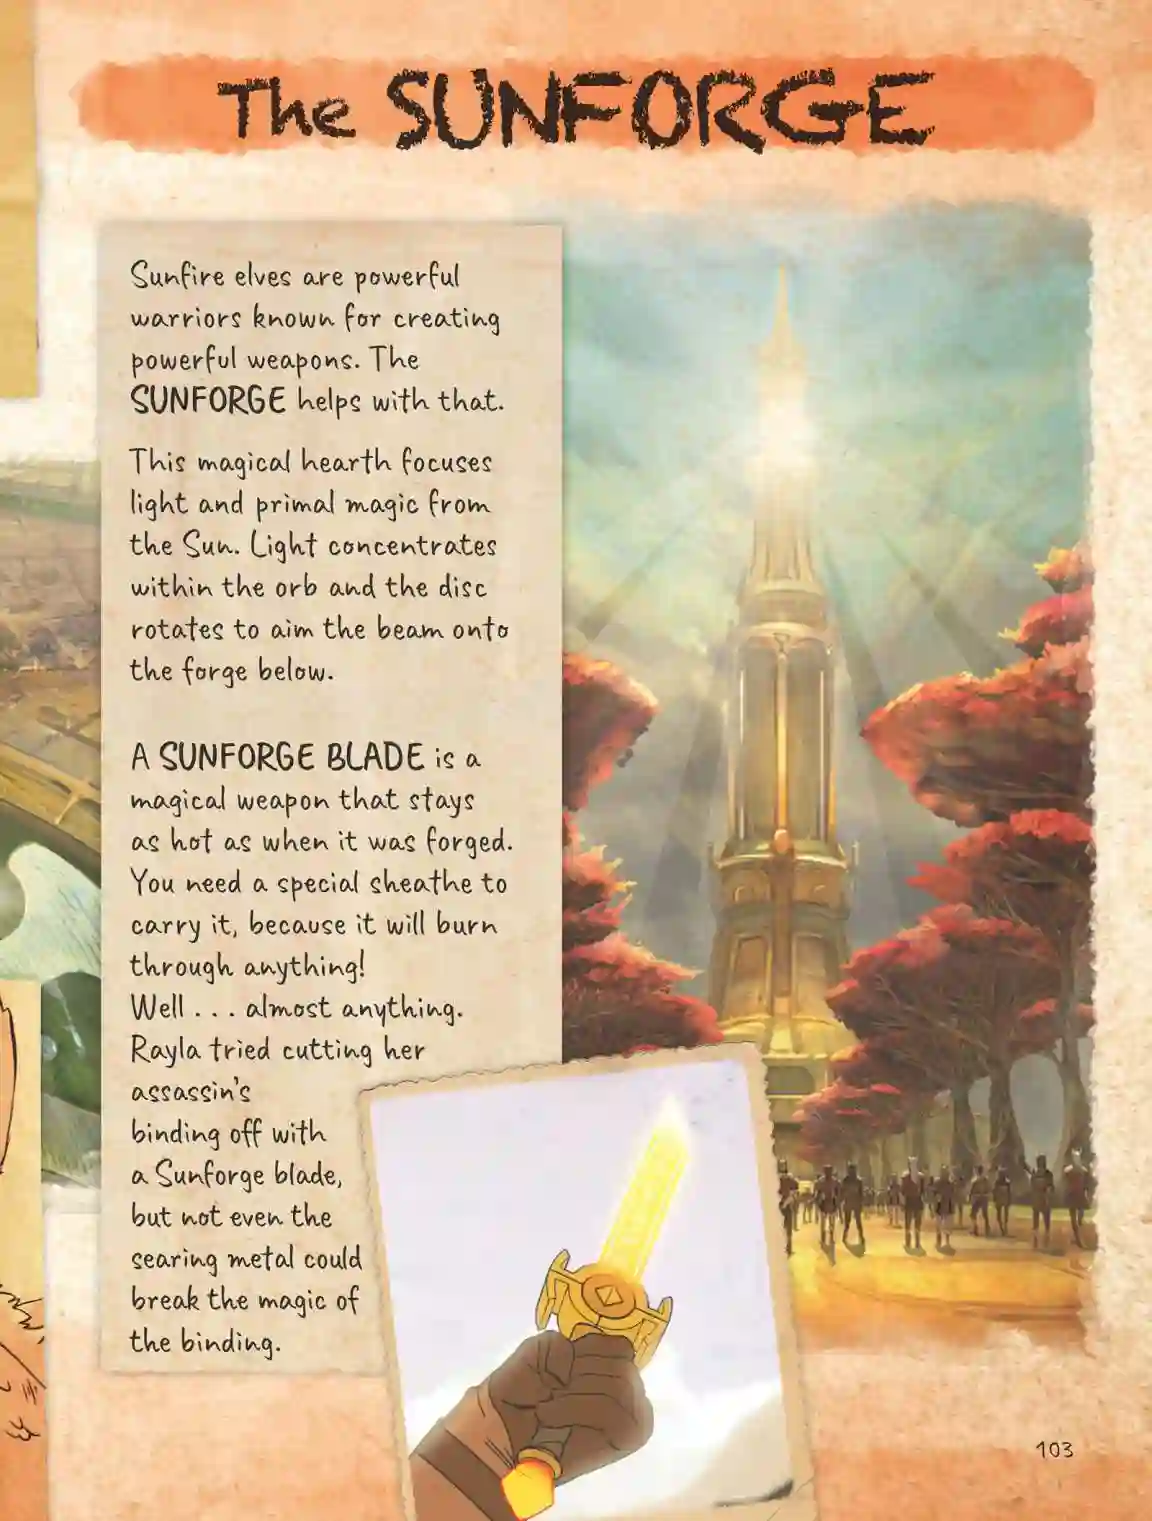 The SUNFORGE
Sunfire elves are powerful
warriors known for creating
powerful weapons. The
SUNFORGE helps with that.
This magical hearth focuses
light and primal magic from
the Sun. Light concentrates
within the orb and the disc
rotates to aim the beam onto
the forge below.
A SUNFORGE BLADE is a
magical weapon that stays
as hot as when it was forged.
You need a special sheathe to
carry it, because it will burn
through anything!
Well . . . almost anything.
Rayla tried cutting her
assassin's
binding off with
a Sunforge blade,
but not even the
searing metal could
break the magic of
the binding.
103